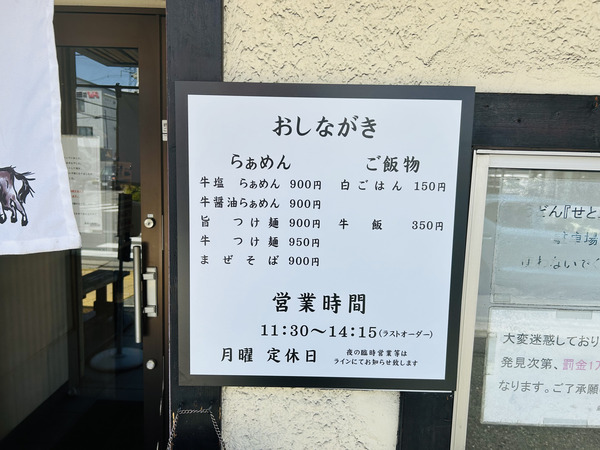 おしながき
らぁめん
牛塩 らぁめん 900円
牛醤油らぁめん 900円
旨 つけ麺 900円
牛 つけ麺 950円
まぜそば 900円
ご飯物
白ごはん 150円
牛飯 350円
営業時間
11:30～14:15(ラストオーダー)
月曜 定休日
夜の臨時営業等は
ラインにてお知らせ致します
どん『せと
大変迷惑しており
発見次第、罰金1
なります。ご了承願